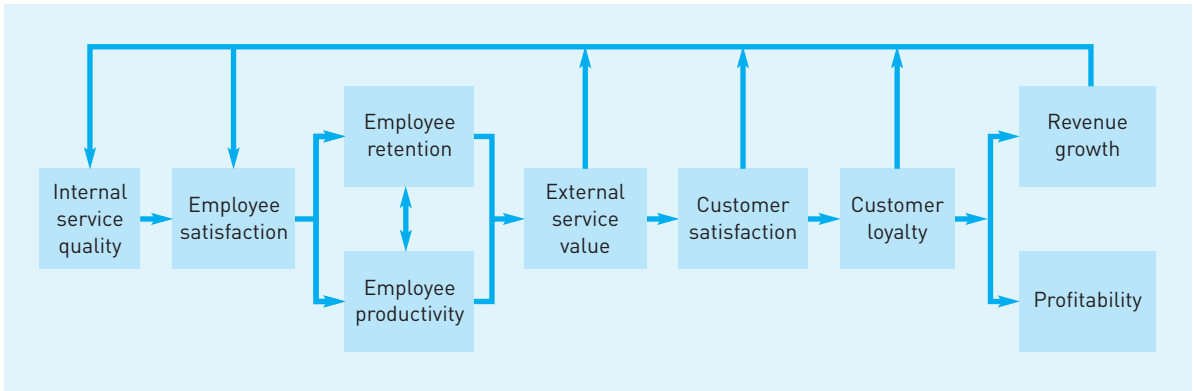 Internal
service
quality
Employee
satisfaction
Employee
retention
Employee
productivity
External
service
value
Customer
satisfaction
Customer
loyalty
Revenue
growth
Profitability